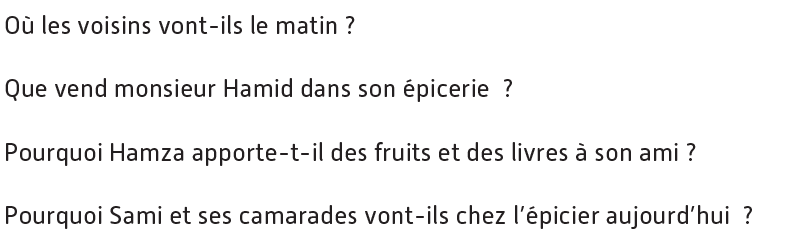 Où les voisins vont-ils le matin ?
Que vend monsieur Hamid dans son épicerie  ?
Pourquoi Hamza apporte-t-il des fruits et des livres à son ami ?
Pourquoi Sami et ses camarades vont-ils chez l’épicier aujourd’hui  ?